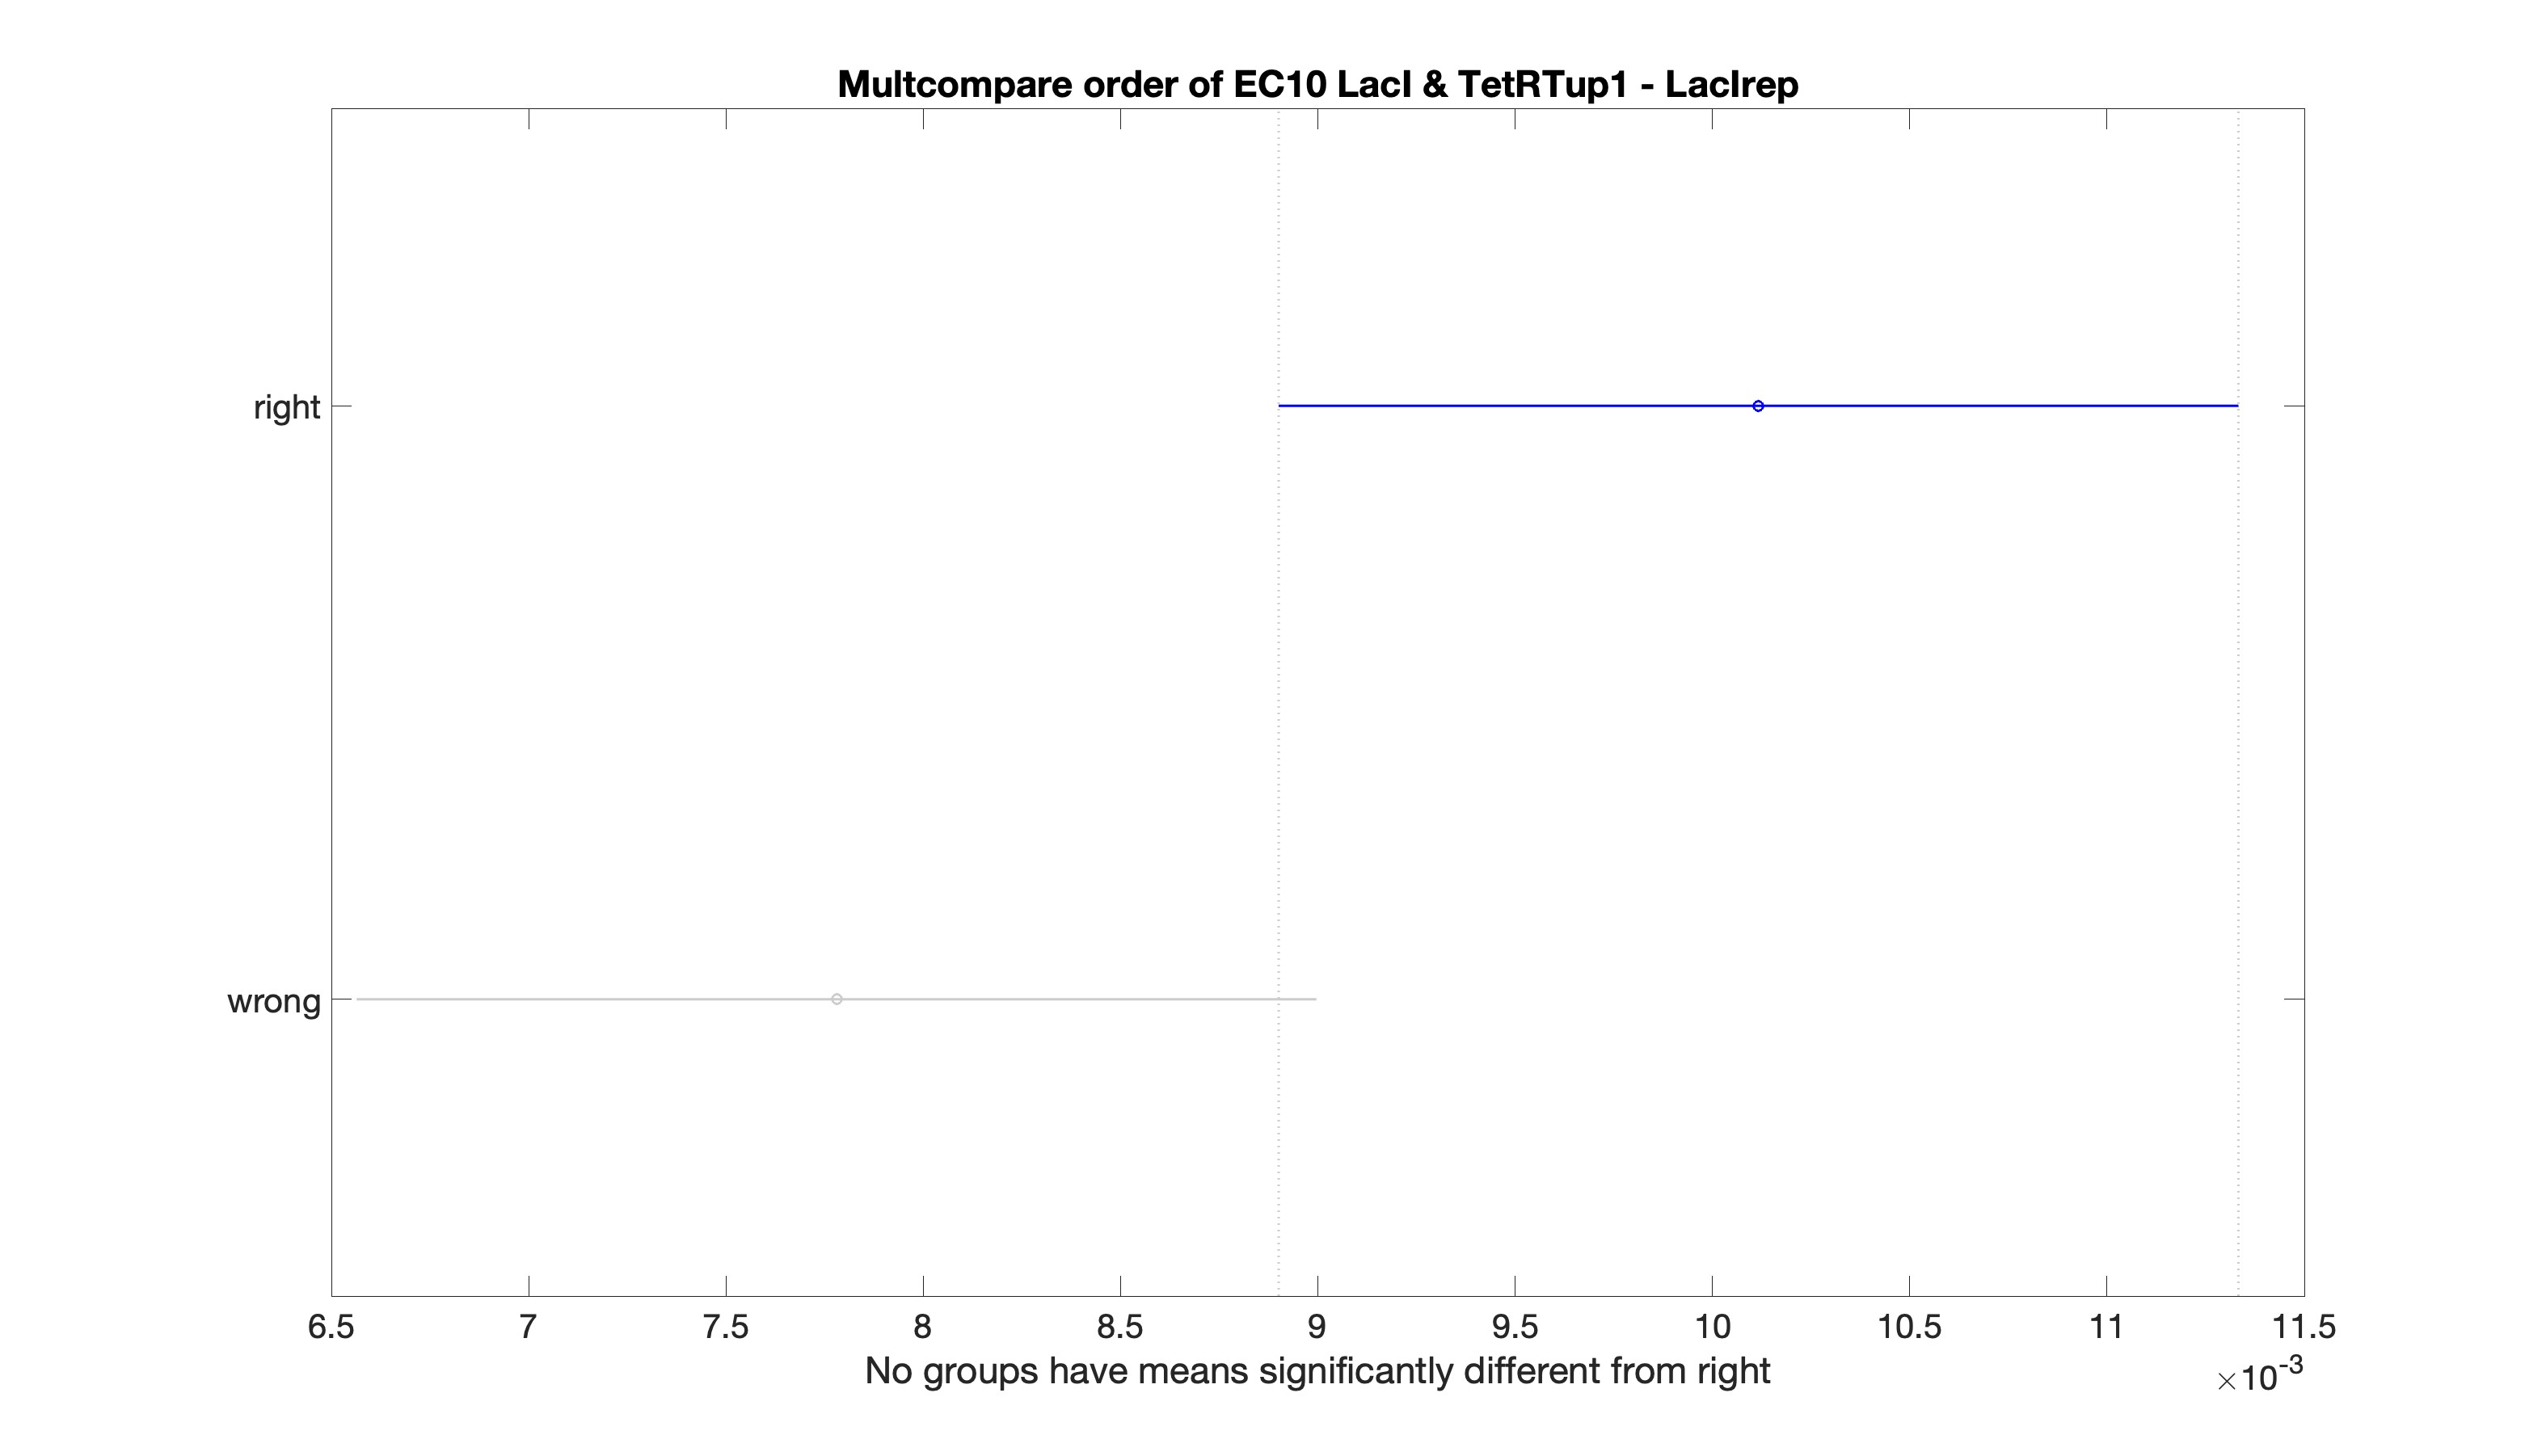 Multcompare order of EC10 LacI & TetRTup1 - LacIrep
right
wrong
6.5 7 7.5 8 8.5 9 9.5 10 10.5 11 11.5
No groups have means significantly different from right
×10⁻³